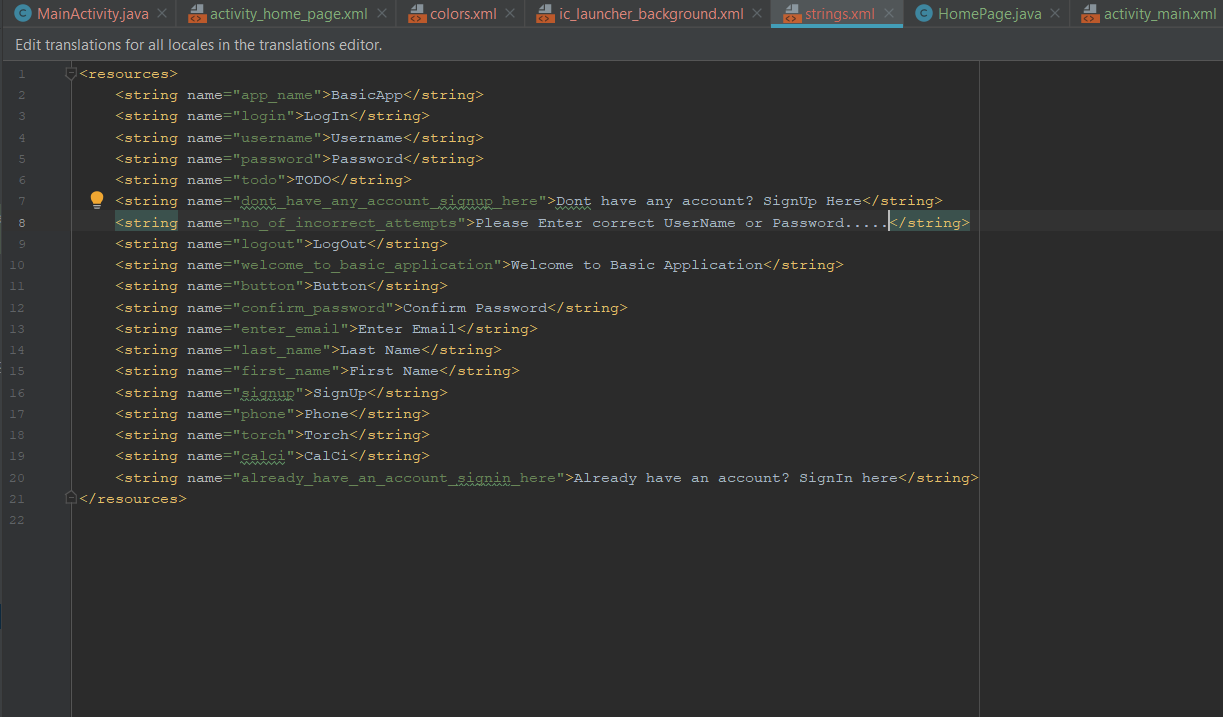 MainActivity.java activity_home_page.xml colors.xml ic_launcher_background.xml strings.xml HomePage.java activity_main.xml
Edit translations for all locales in the translations editor.
1 <resources>
2 <string name="app_name">BasicApp</string>
3 <string name="login">LogIn</string>
4 <string name="username">Username</string>
5 <string name="password">Password</string>
6 <string name="todo">TODO</string>
7 <string name="dont_have_any_account_signup_here">Dont have any account? SignUp Here</string>
8 <string name="no_of_incorrect_attempts">Please Enter correct UserName or Password.....</string>
9 <string name="logout">LogOut</string>
10 <string name="welcome_to_basic_application">Welcome to Basic Application</string>
11 <string name="button">Button</string>
12 <string name="confirm_password">Confirm Password</string>
13 <string name="enter_email">Enter Email</string>
14 <string name="last_name">Last Name</string>
15 <string name="first_name">First Name</string>
16 <string name="signup">SignUp</string>
17 <string name="phone">Phone</string>
18 <string name="torch">Torch</string>
19 <string name="calci">CalCi</string>
20 <string name="already_have_an_account_signin_here">Already have an account? SignIn here</string>
21 </resources>
22